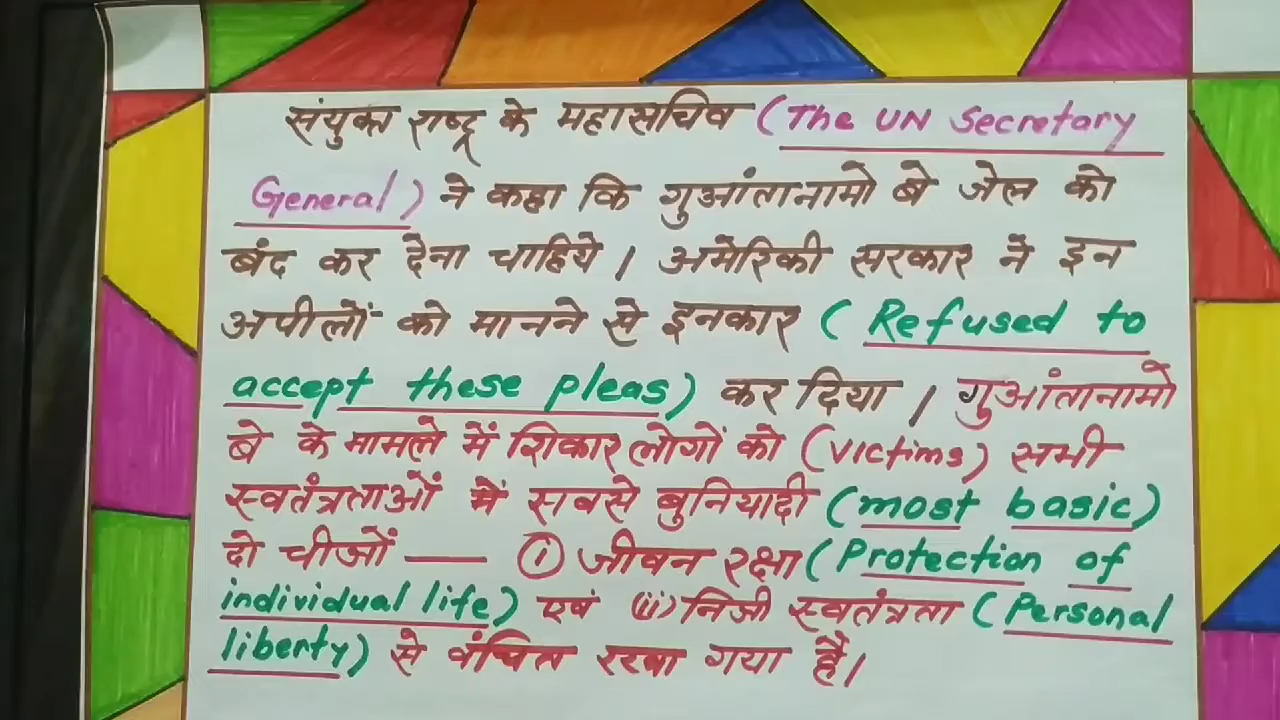 संयुक्त राष्ट्र के महासचिव (The UN Secretary
General) ने कहा कि गुआंतानामो बे जेल को
बंद कर देना चाहिये । अमेरिकी सरकार ने इन
अपीलों को मानने से इनकार (Refused to
accept these pleas) कर दिया । गुआंतानामो
बे के मामले में शिकार लोगों को (victims) सभी
स्वतंत्रताओं में सबसे बुनियादी (most basic)
दो चीजों — (i) जीवन रक्षा (Protection of
individual life) एवं (ii) निजी स्वतंत्रता (Personal
liberty) से वंचित रखा गया है।